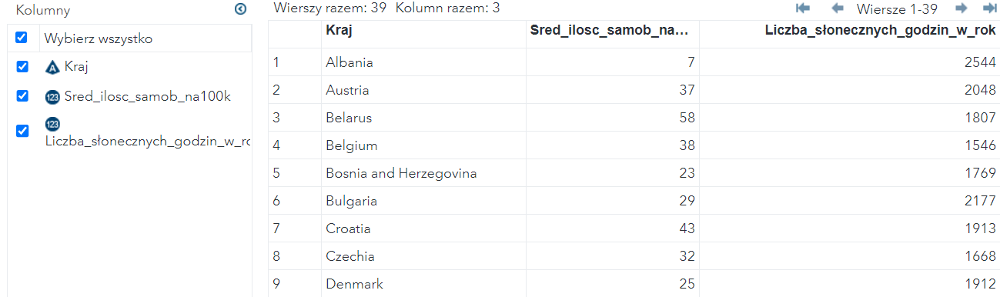 Kolumny
Wybierz wszystko
Kraj
Sred_ilosc_samob_na100k
Liczba_słonecznych_godzin_w_rc
Wierszy razem: 39 Kolumn razem: 3
Wiersze 1-39
Kraj Sred_ilosc_samob_na... Liczba_słonecznych_godzin_w_rok
1 Albania 7 2544
2 Austria 37 2048
3 Belarus 58 1807
4 Belgium 38 1546
5 Bosnia and Herzegovina 23 1769
6 Bulgaria 29 2177
7 Croatia 43 1913
8 Czechia 32 1668
9 Denmark 25 1912